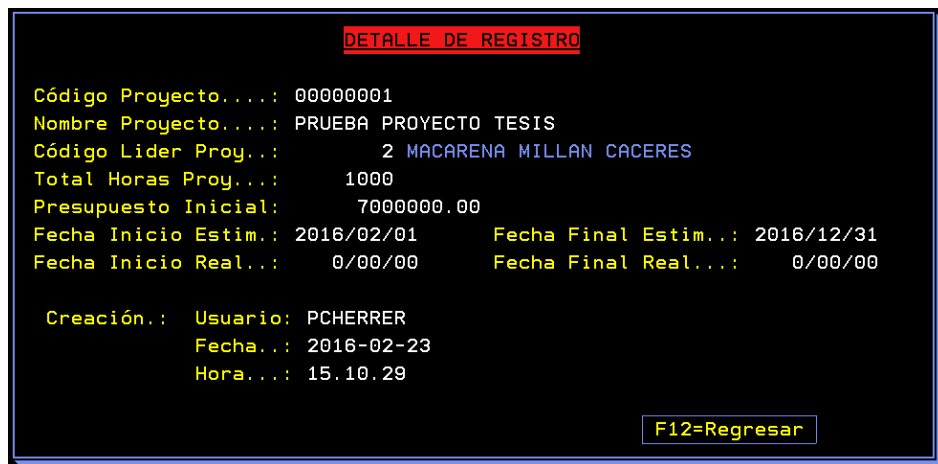 DETALLE DE REGISTRO
Código Proyecto....: 00000001
Nombre Proyecto....: PRUEBA PROYECTO TESIS
Código Lider Proy..: 2 MACARENA MILLAN CACERES
Total Horas Proy...: 1000
Presupuesto Inicial: 7000000.00
Fecha Inicio Estim.: 2016/02/01 Fecha Final Estim..: 2016/12/31
Fecha Inicio Real..: 0/00/00 Fecha Final Real...: 0/00/00
Creación.: Usuario: PCHERRER
Fecha..: 2016-02-23
Hora...: 15.10.29
F12=Regresar